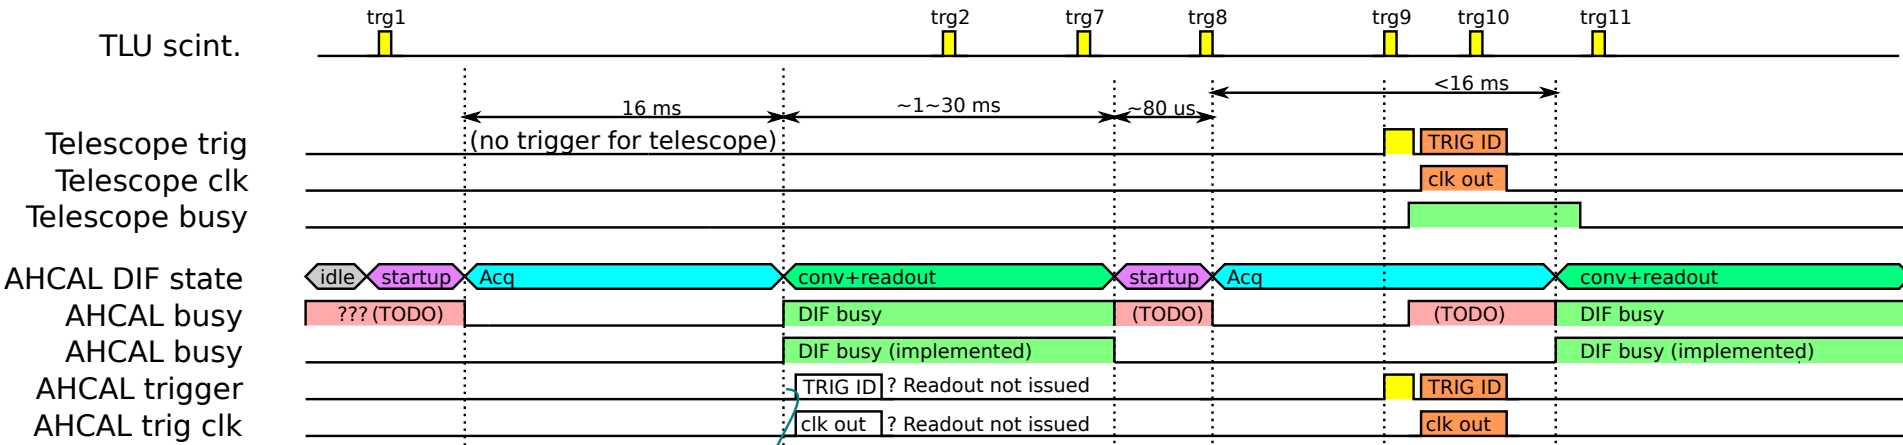 trg1 trg2 trg7 trg8 trg9 trg10 trg11
TLU scint.
16 ms ~1~30 ms ~80 us <16 ms
Telescope trig (no trigger for telescope) TRIG ID
Telescope clk clk out
Telescope busy
AHCAL DIF state idle startup Acq conv+readout startup Acq conv+readout
AHCAL busy ??? (TODO) DIF busy (TODO) (TODO) DIF busy
AHCAL busy DIF busy (implemented) DIF busy (implemented)
AHCAL trigger TRIG ID ? Readout not issued TRIG ID
AHCAL trig clk clk out ? Readout not issued clk out